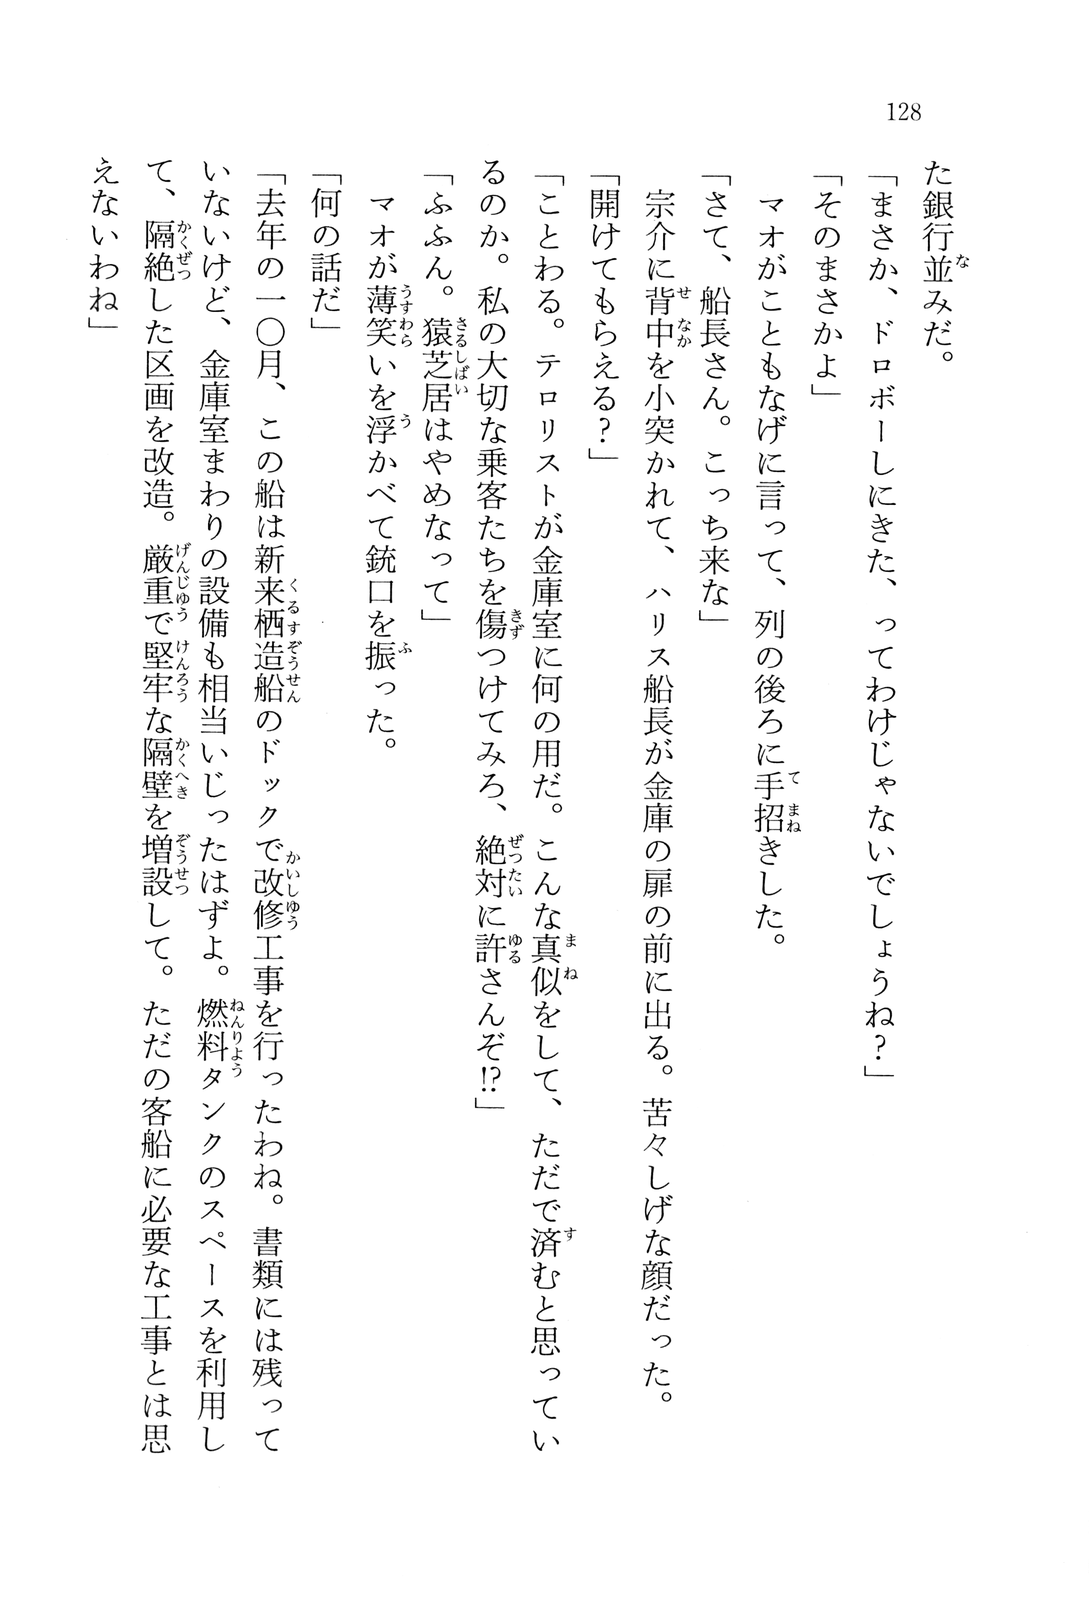 128
た銀行並みだ。
「まさか、ドロボーしにきた、ってわけじゃないでしょうね？」
「そのまさかよ」
　マオがこともなげに言って、列の後ろに手招きした。
「さて、船長さん。こっち来な」
　宗介に背中を小突かれて、ハリス船長が金庫の扉の前に出る。苦々しげな顔だった。
「開けてもらえる？」
「ことわる。テロリストが金庫室に何の用だ。こんな真似をして、ただで済むと思ってい
るのか。私の大切な乗客たちを傷つけてみろ、絶対に許さんぞ!?」
「ふふん。猿芝居はやめなって」
　マオが薄笑いを浮かべて銃口を振った。
「何の話だ」
「去年の一〇月、この船は新来栖造船のドックで改修工事を行ったわね。書類には残って
いないけど、金庫室まわりの設備も相当いじったはずよ。燃料タンクのスペースを利用し
て、隔絶した区画を改造。厳重で堅牢な隔壁を増設して。ただの客船に必要な工事とは思
えないわね」